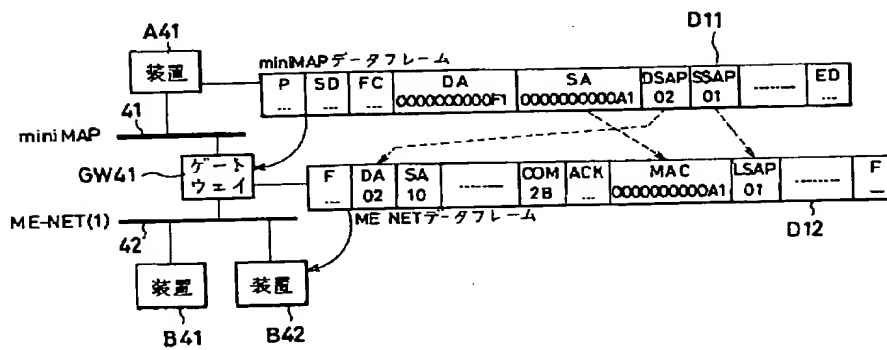 A41
装置
miniMAPデータフレーム
D11
P ...
SD ...
FC ...
DA 0000000000F1
SA 0000000000A1
DSAP 02
SSAP 01
--------
ED ...
41
miniMAP
GW41
ゲートウェイ
F ...
DA 02
SA 10
--------
COM 2B
ACK ...
MAC 0000000000A1
LSAP 01
--------
F ...
ME-NET(1)
42
ME NETデータフレーム
D12
装置
装置
B41
B42